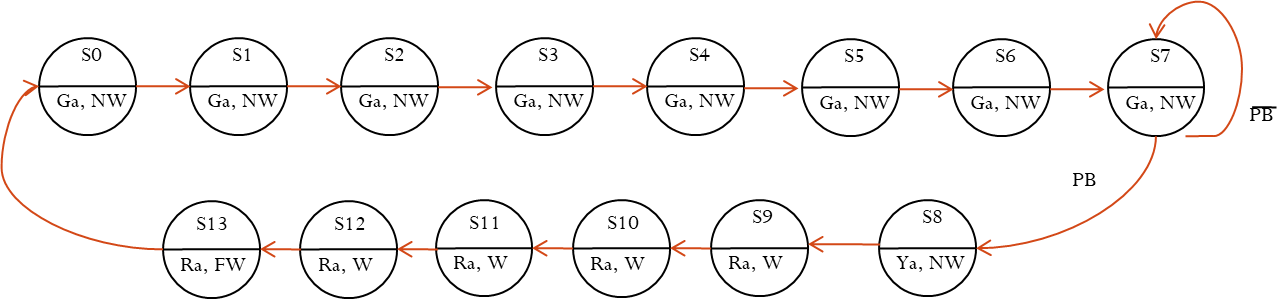 S0 S1 S2 S3 S4 S5 S6 S7
Ga, NW Ga, NW Ga, NW Ga, NW Ga, NW Ga, NW Ga, NW Ga, NW
P̅B̅
PB
S13 S12 S11 S10 S9 S8
Ra, FW Ra, W Ra, W Ra, W Ra, W Ya, NW